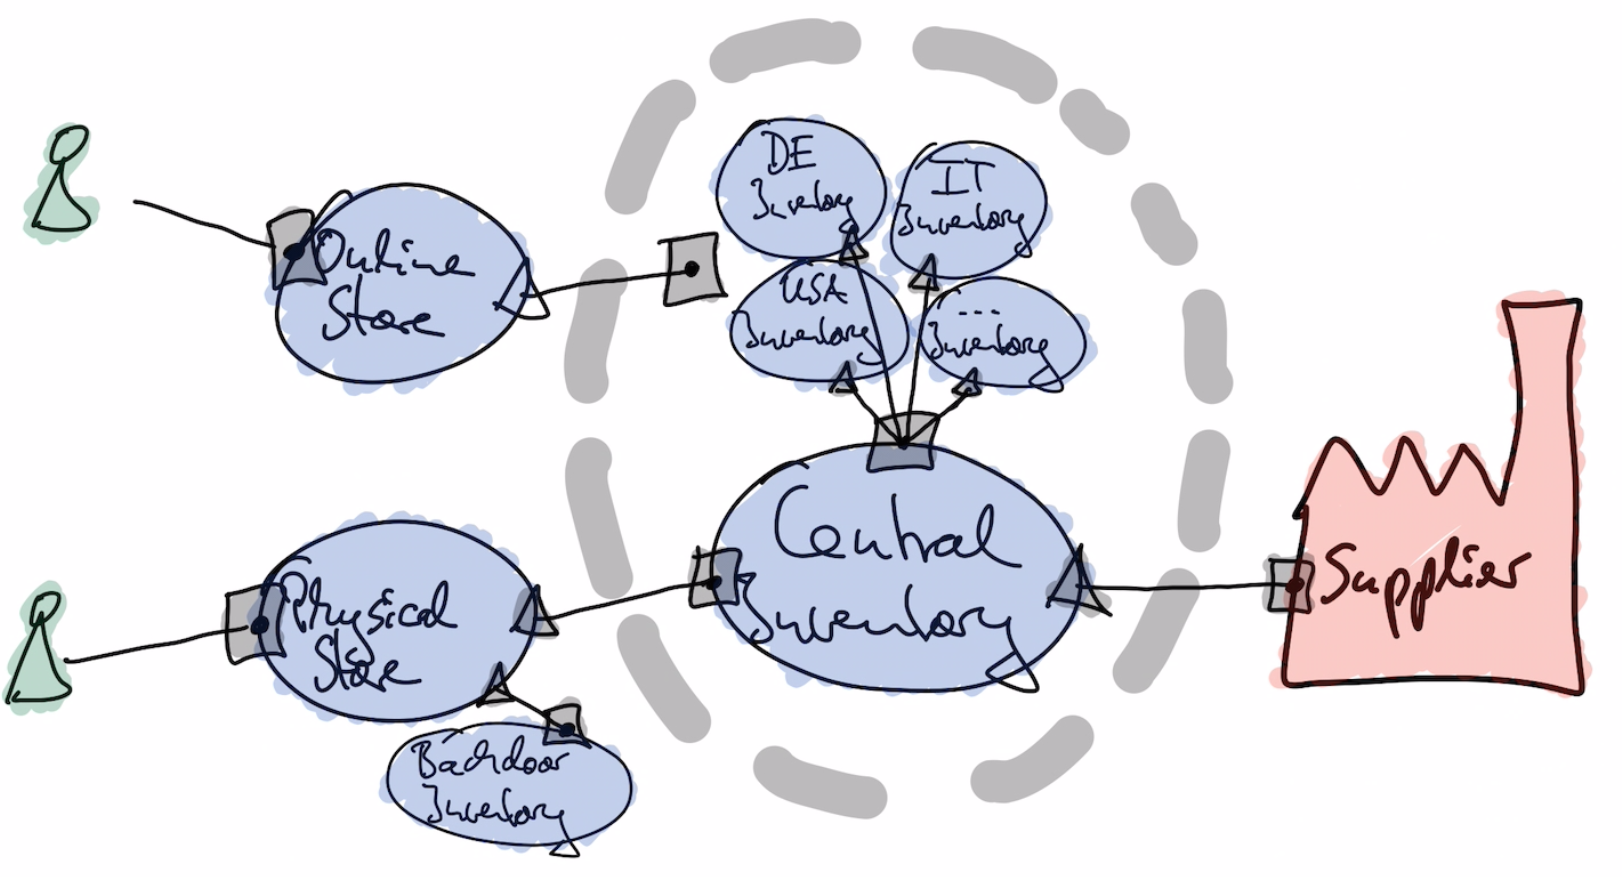 DE
Inventory
IT
Inventory
Online
Store
USA
Inventory
...
Inventory
Central
Inventory
Supplier
Physical
Store
Backdoor
Inventory